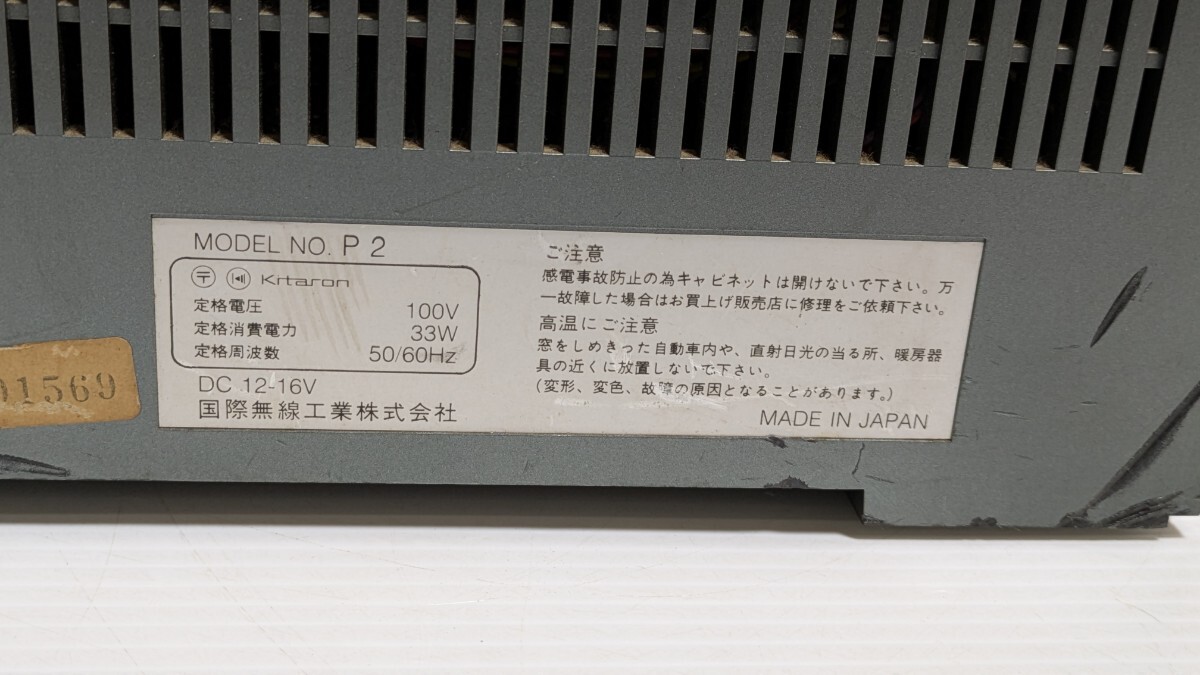 MODEL NO. P 2
〒 Krtaron
定格電圧 100V
定格消費電力 33W
定格周波数 50/60Hz
DC 12-16V
国際無線工業株式会社
ご注意
感電事故防止の為キャビネットは開けないで下さい。万
一故障した場合はお買上げ販売店に修理をご依頼下さい。
高温にご注意
窓をしめきった自動車内や、直射日光の当る所、暖房器
具の近くに放置しないで下さい。
(変形、変色、故障の原因となることがあります。)
MADE IN JAPAN
01569